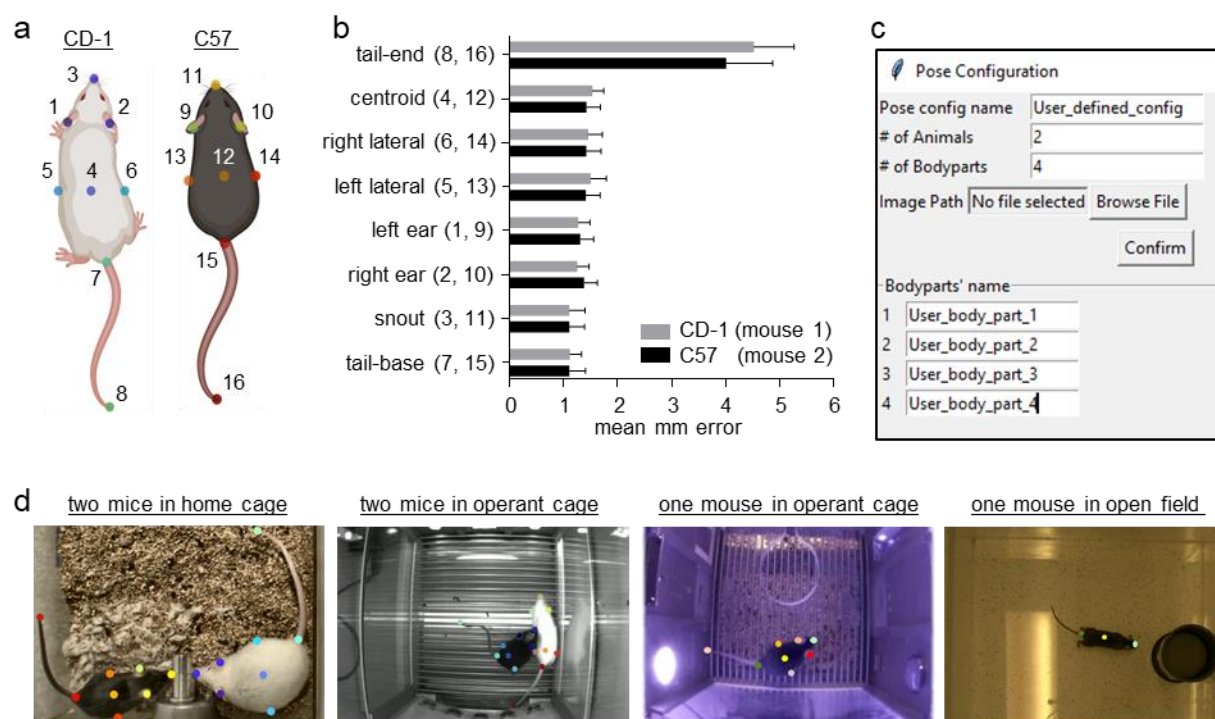 a
CD-1 C57
3
11
1 2
9 10
5 4 6
13 12 14
7
15
8
16
b
tail-end (8, 16)
centroid (4, 12)
right lateral (6, 14)
left lateral (5, 13)
left ear (1, 9)
right ear (2, 10)
snout (3, 11)
tail-base (7, 15)
CD-1 (mouse 1)
C57 (mouse 2)
0 1 2 3 4 5 6
mean mm error
c
Pose Configuration
Pose config name User_defined_config
# of Animals 2
# of Bodyparts 4
Image Path No file selected Browse File
Confirm
Bodyparts' name
1 User_body_part_1
2 User_body_part_2
3 User_body_part_3
4 User_body_part_4
d
two mice in home cage two mice in operant cage one mouse in operant cage one mouse in open field